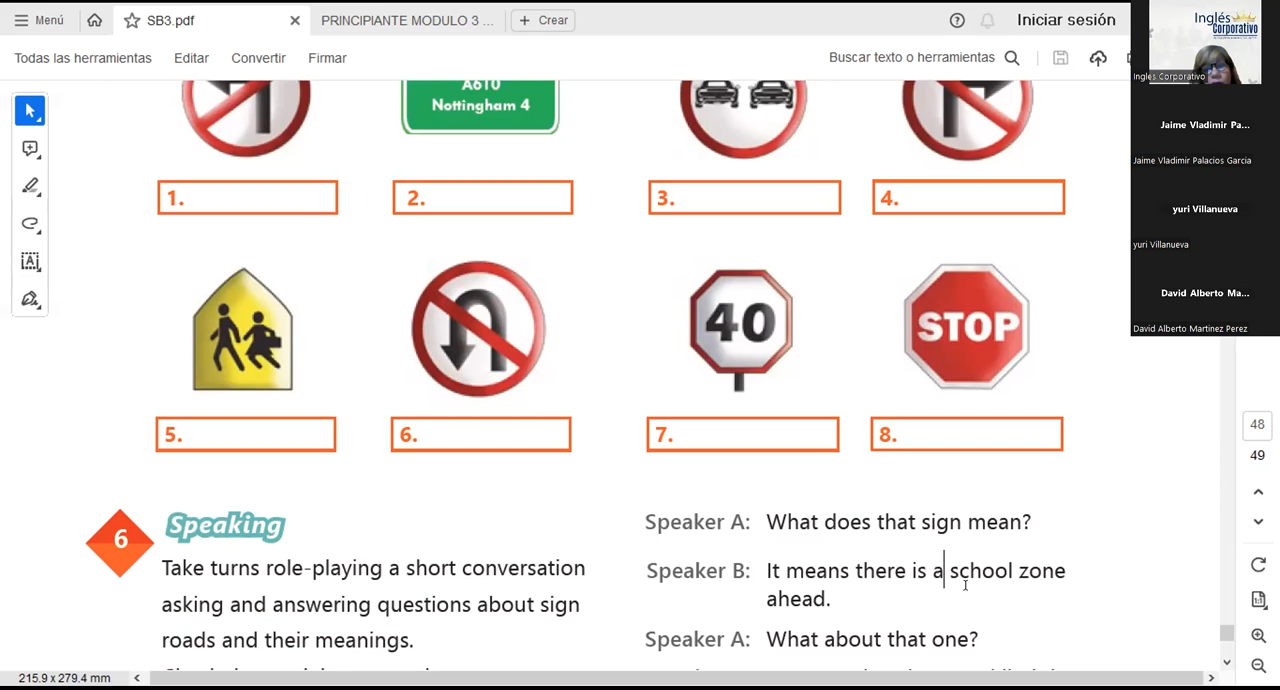 Menú
SB3.pdf
PRINCIPIANTE MODULO 3 ...
Crear
Iniciar sesión
Todas las herramientas
Editar
Convertir
Firmar
Buscar texto o herramientas
Inglés
Corporativo
Ingles Corporativo
Jaime Vladimir Pa...
Jaime Vladimir Palacios Garcia
yuri Villanueva
yuri Villanueva
David Alberto Ma...
David Alberto Martinez Perez
A610
Nottingham 4
1.
2.
3.
4.
40
STOP
5.
6.
7.
8.
6
Speaking
Take turns role-playing a short conversation
asking and answering questions about sign
roads and their meanings.
Speaker A: What does that sign mean?
Speaker B: It means there is a school zone
ahead.
Speaker A: What about that one?
48
49
215.9 x 279.4 mm